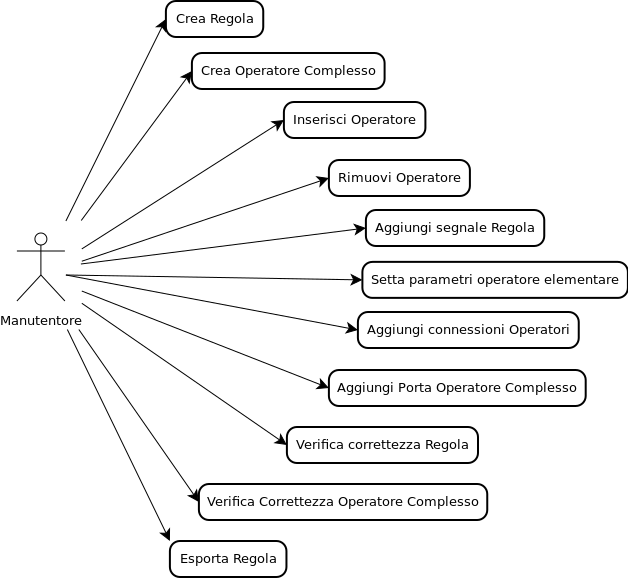 Crea Regola
Crea Operatore Complesso
Inserisci Operatore
Rimuovi Operatore
Aggiungi segnale Regola
Setta parametri operatore elementare
Manutentore
Aggiungi connessioni Operatori
Aggiungi Porta Operatore Complesso
Verifica correttezza Regola
Verifica Correttezza Operatore Complesso
Esporta Regola